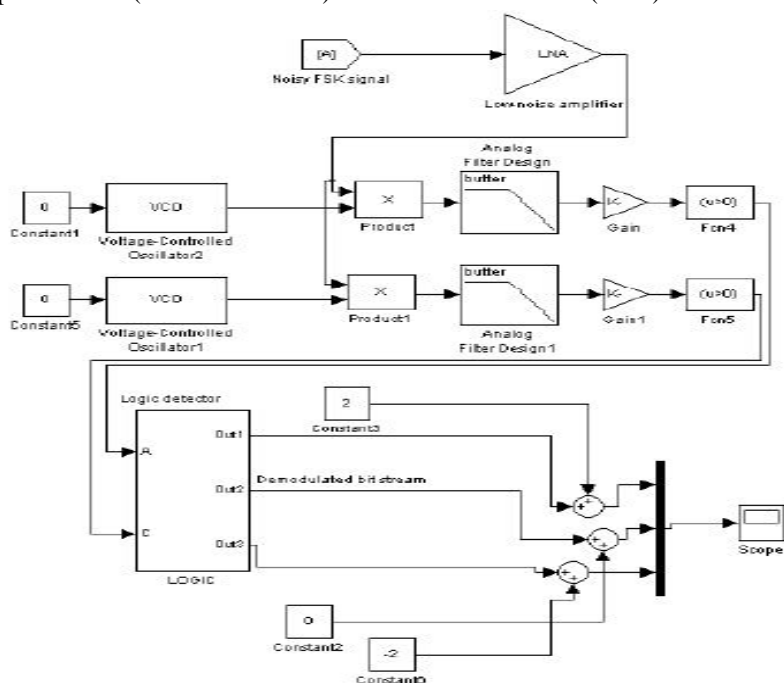 [A]
Noisy FSK signal
LNA
Low-noise amplifier
Analog
Filter Design
butter
0
Constant1
VCO
Voltage-Controlled
Oscillator2
X
Product
K
Gain
(u>0)
Fcn4
0
Constant5
VCO
Voltage-Controlled
Oscillator1
X
Product1
butter
Analog
Filter Design1
K
Gain1
(u>0)
Fcn5
Logic detector
A
Out1
Out2
Out3
LOGIC
2
Constant3
Demodulated bit stream
Scope
0
Constant2
-2